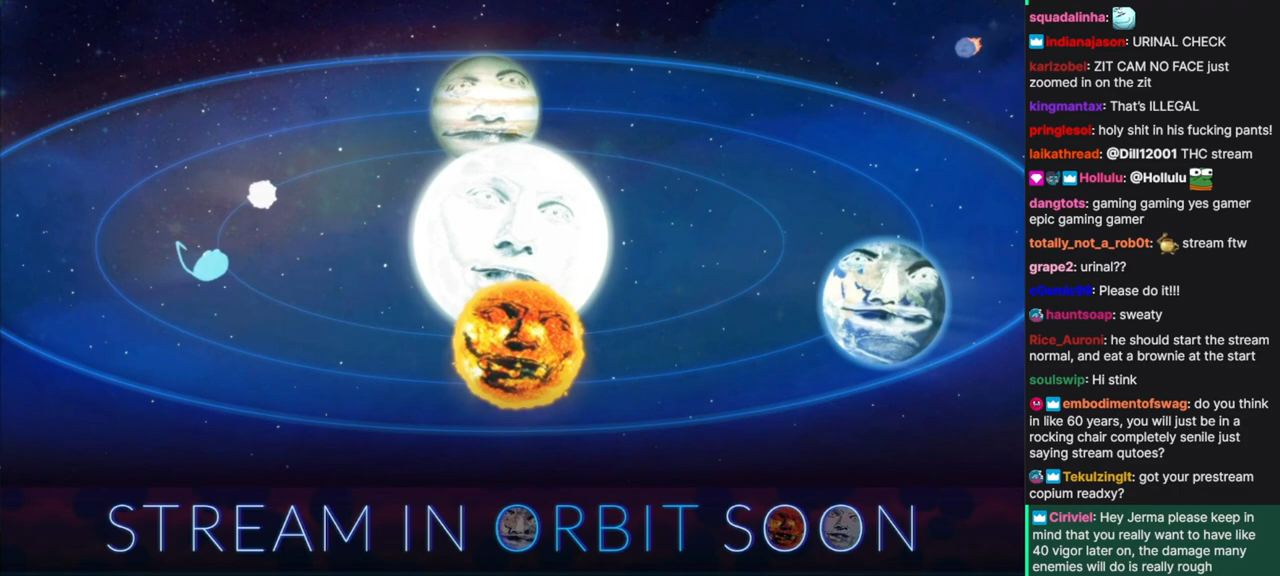 STREAM IN ORBIT SOON
squadalinha:
indianajason: URINAL CHECK
karlzobel: ZIT CAM NO FACE just
zoomed in on the zit
kingmantax: That's ILLEGAL
pringlesoi: holy shit in his fucking pants!
laikathread: @Dill12001 THC stream
Hollulu: @Hollulu
dangtots: gaming gaming yes gamer
epic gaming gamer
totally_not_a_rob0t: stream ftw
grape2: urinal??
: Please do it!!!
hauntsoap: sweaty
Rice_Auroni: he should start the stream
normal, and eat a brownie at the start
soulswip: Hi stink
embodimentofswag: do you think
in like 60 years, you will just be in a
rocking chair completely senile just
saying stream qutoes?
TekuIzingIt: got your prestream
copium readxy?
Ciriviel: Hey Jerma please keep in
mind that you really want to have like
40 vigor later on, the damage many
enemies will do is really rough